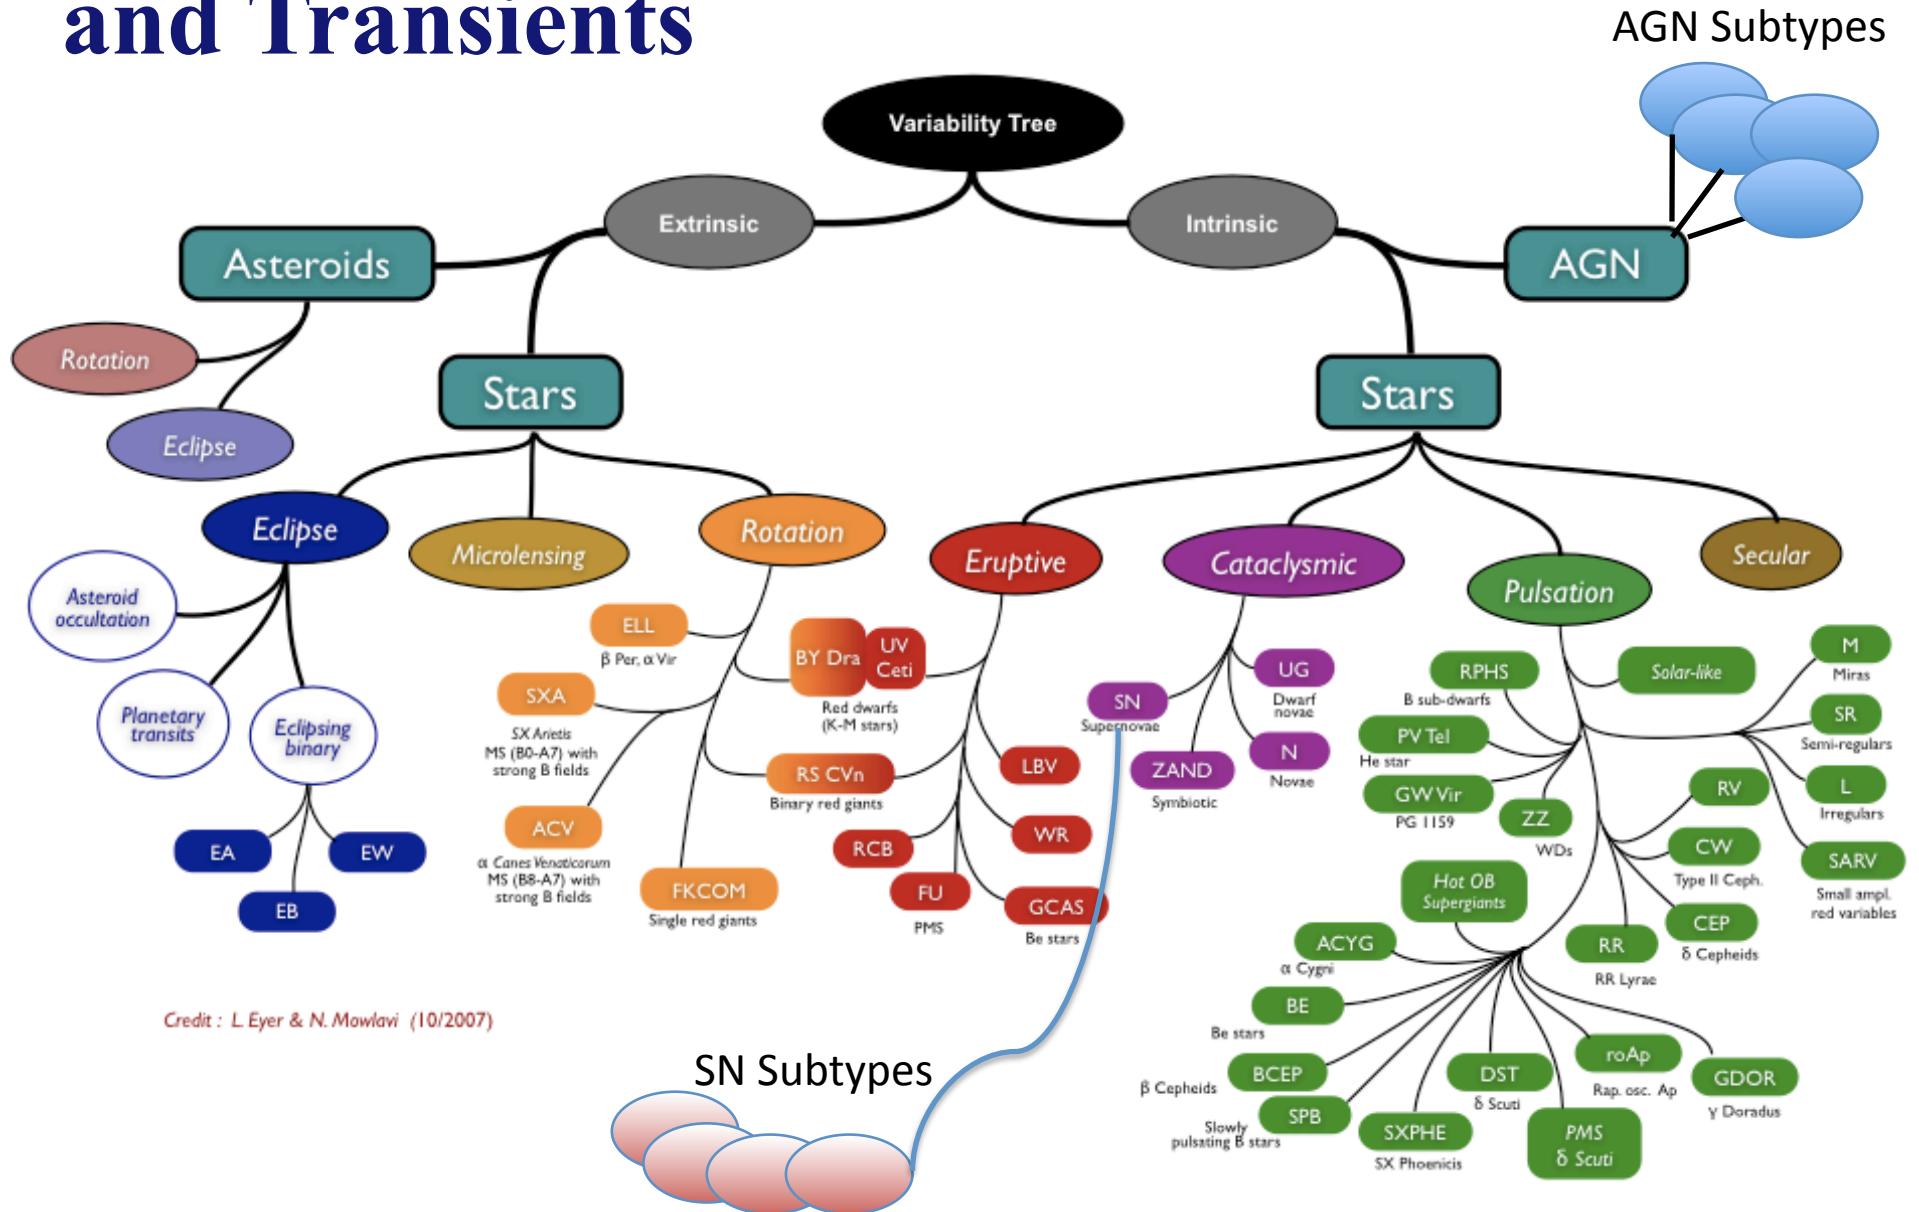 and Transients
AGN Subtypes
Variability Tree
Extrinsic
Intrinsic
Asteroids
AGN
Rotation
Eclipse
Stars
Stars
Eclipse
Microlensing
Rotation
Eruptive
Cataclysmic
Pulsation
Secular
Asteroid
occultation
Planetary
transits
Eclipsing
binary
EA
EB
EW
ELL
β Per, α Vir
SXA
SX Arietis
MS (B0-A7) with
strong B fields
ACV
α Canes Venaticorum
MS (B8-A7) with
strong B fields
BY Dra
UV
Ceti
Red dwarfs
(K-M stars)
RS CVn
Binary red giants
FKCOM
Single red giants
LBV
WR
RCB
FU
PMS
GCAS
Be stars
SN
Supernovae
UG
Dwarf
novae
ZAND
Symbiotic
N
Novae
RPHS
B sub-dwarfs
Solar-like
PV Tel
He star
GW Vir
PG 1159
ZZ
WDs
M
Miras
SR
Semi-regulars
L
Irregulars
SARV
Small ampl.
red variables
RV
CW
Type II Ceph.
CEP
δ Cepheids
RR
RR Lyrae
Hot OB
Supergiants
ACYG
α Cygni
BE
Be stars
BCEP
β Cepheids
SPB
Slowly
pulsating B stars
SXPHE
SX Phoenicis
DST
δ Scuti
PMS
δ Scuti
roAp
Rap. osc. Ap
GDOR
γ Doradus
Credit : L. Eyer & N. Mowlavi (10/2007)
SN Subtypes